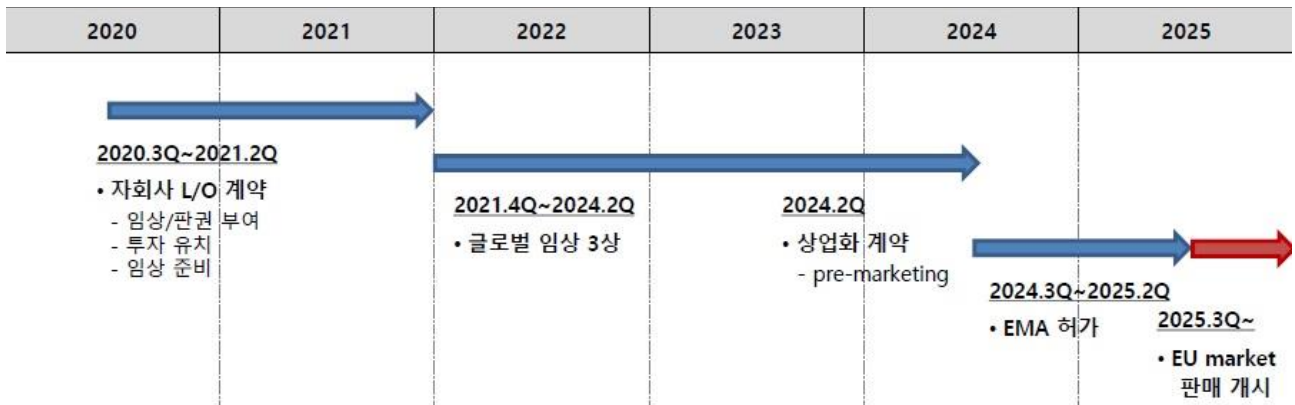 2020 2021 2022 2023 2024 2025
2020.3Q~2021.2Q
• 자회사 L/O 계약
- 임상/판권 부여
- 투자 유치
- 임상 준비
2021.4Q~2024.2Q
• 글로벌 임상 3상
2024.2Q
• 상업화 계약
- pre-marketing
2024.3Q~2025.2Q
• EMA 허가
2025.3Q~
• EU market
판매 개시